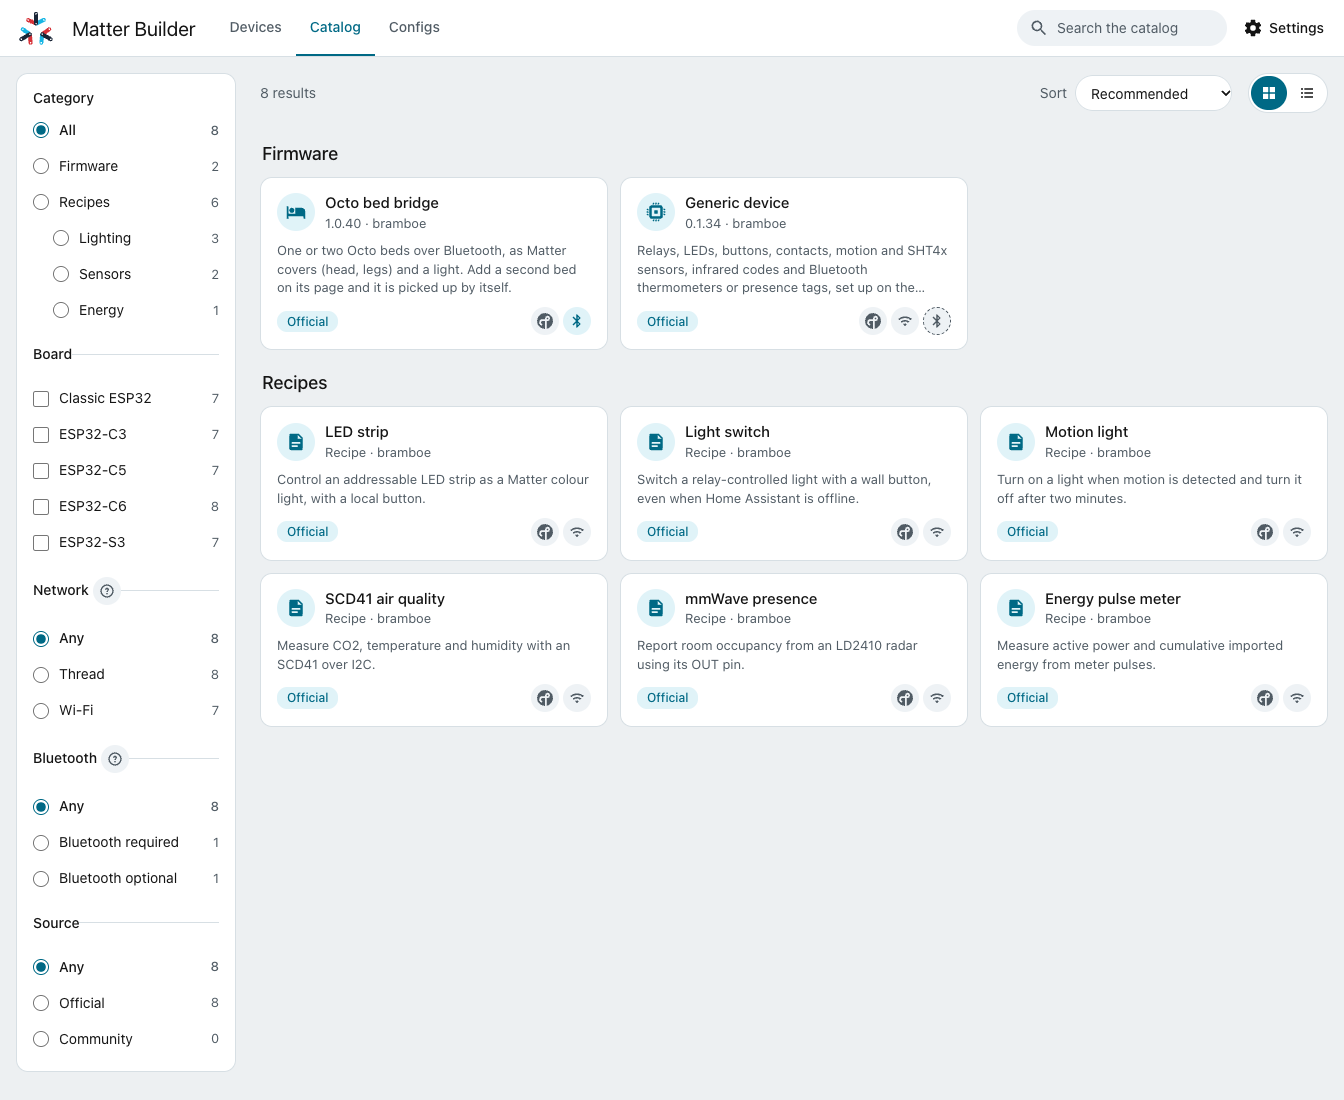 Matter Builder
Devices
Catalog
Configs
Search the catalog
Settings
Category
All 8
Firmware 2
Recipes 6
Lighting 3
Sensors 2
Energy 1
Board
Classic ESP32 7
ESP32-C3 7
ESP32-C5 7
ESP32-C6 8
ESP32-S3 7
Network
Any 8
Thread 8
Wi-Fi 7
Bluetooth
Any 8
Bluetooth required 1
Bluetooth optional 1
Source
Any 8
Official 8
Community 0
8 results
Sort Recommended
Firmware
Octo bed bridge
1.0.40 · bramboe
One or two Octo beds over Bluetooth, as Matter
covers (head, legs) and a light. Add a second bed
on its page and it is picked up by itself.
Official
Generic device
0.1.34 · bramboe
Relays, LEDs, buttons, contacts, motion and SHT4x
sensors, infrared codes and Bluetooth
thermometers or presence tags, set up on the...
Official
Recipes
LED strip
Recipe · bramboe
Control an addressable LED strip as a Matter colour
light, with a local button.
Official
Light switch
Recipe · bramboe
Switch a relay-controlled light with a wall button,
even when Home Assistant is offline.
Official
Motion light
Recipe · bramboe
Turn on a light when motion is detected and turn it
off after two minutes.
Official
SCD41 air quality
Recipe · bramboe
Measure CO2, temperature and humidity with an
SCD41 over I2C.
Official
mmWave presence
Recipe · bramboe
Report room occupancy from an LD2410 radar
using its OUT pin.
Official
Energy pulse meter
Recipe · bramboe
Measure active power and cumulative imported
energy from meter pulses.
Official